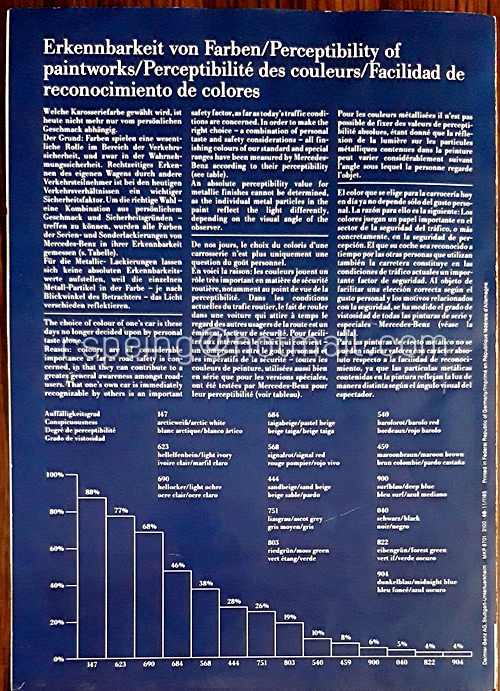 Erkennbarkeit von Farben/Perceptibility of
paintworks/Perceptibilité des couleurs/Facilidad de
reconocimiento de colores
Welche Karosseriefarbe gewählt wird, ist
heute nicht mehr nur vom persönlichen
Geschmack abhängig.
Der Grund: Farben spielen eine wesent-
liche Rolle im Bereich der Verkehrs-
sicherheit, und zwar in der Wahrneh-
mungssicherheit. Rechtzeitiges Erken-
nen des eigenen Wagens durch andere
Verkehrsteilnehmer ist bei den heutigen
Verkehrsverhältnissen ein wichtiger
Sicherheitsfaktor. Um die richtige Wahl –
eine Kombination aus persönlichem
Geschmack und Sicherheitsgründen –
treffen zu können, wurden alle Farben
der Serien- und Sonderlackierungen von
Mercedes-Benz in ihrer Erkennbarkeit
gemessen (s. Tabelle).
Für die Metallic- Lackierungen lassen
sich keine absoluten Erkennbarkeits-
werte aufstellen, weil die einzelnen
Metall-Partikel in der Farbe – je nach
Blickwinkel des Betrachters – das Licht
verschieden reflektieren.
The choice of colour of one's car is these
days no longer decided upon by personal
taste alone.
Reason: colours play a considerable
importance as far as road safety is con-
cerned, in that they can contribute to a
greater general awareness amongst road-
users. That one's own car is immediately
recognizable by others is an important
safety factor, as far as today's traffic condi-
tions are concerned. In order to make the
right choice – a combination of personal
taste and safety considerations – all fin-
ishing colours of our standard and special
ranges have been measured by Mercedes-
Benz according to their perceptibility
(see table).
An absolute perceptibility value for
metallic finishes cannot be determined,
as the individual metal particles in the
paint reflect the light differently,
depending on the visual angle of the
observer.
De nos jours, le choix du coloris d'une
carrosserie n'est plus uniquement une
question du goût personnel.
En voici la raison: les couleurs jouent un
rôle très important en matière de sécurité
routière, notamment au point de vue de la
perceptibilité. Dans les conditions
actuelles du trafic routier, le fait de rouler
dans une voiture qui attire à temps le
regard des autres usagers de la route est un
important facteur de sécurité. Pour facili-
impératifs de la sécurité – toutes les
couleurs de peinture, utilisées aussi bien
en série que pour les versions spéciales,
ont été testées par Mercedes-Benz pour
leur perceptibilité (voir tableau).
Pour les couleurs métallisées il n'est pas
possible de fixer des valeurs de percepti-
bilité absolues, étant donné que la réfle-
xion de la lumière sur les particules
métalliques contenues dans la peinture
peut varier considérablement suivant
l'angle sous lequel la personne regarde
l'objet.
El color que se elige para la carrocería hoy
en día ya no depende sólo del gusto perso-
nal. La razón para ello es la siguiente: Los
colores juegan un papel importante en el
sector de la seguridad del tráfico, o más
concretamente, en la seguridad de per-
cepción. El que su coche sea reconocido a
tiempo por las otras personas que utilizan
también la carretera constituye en las
condiciones de tráfico actuales un impor-
tante factor de seguridad. Al objeto de
facilitar una elección correcta según el
gusto personal y los motivos relacionados
con la seguridad, se ha medido el grado de
vistosidad de todas las pinturas de serie y
especiales Mercedes-Benz (véase la
tabla).
lutos respecto a la facilidad de reconoci-
miento, ya que las partículas metálicas
contenidas en la pintura reflejan la luz de
manera distinta según el ángulo visual del
espectador.
Auffälligkeitsgrad
Conspicuousness
Degré de perceptibilité
Grado de vistosidad
147
arcticweiß/arctic white
blanc arctique/blanco ártico
623
hellelfenbein/light ivory
ivoire clair/marfil claro
690
hellocker/light ochre
ocre clair/ocre claro
684
taigabeige/pastel beige
beige taiga/beige taiga
568
signalrot/signal red
rouge pompier/rojo vivo
444
sandbeige/sand beige
beige sable/pardo
751
liasgrau/ascot grey
gris moyen/gris
803
riedgrün/moss green
vert étang/verde
540
barolorot/barolo red
bordeaux/rojo barolo
459
maroonbraun/maroon brown
brun colombie/pardo castaña
900
surfblau/deep blue
bleu surf/azul mediano
040
schwarz/black
noir/negro
822
eibengrün/forest green
vert if/verde oscuro
904
dunkelblau/midnight blue
bleu foncé/azul oscuro
100%
80%
60%
40%
20%
0%
88%
77%
68%
46%
38%
28%
26%
19%
10%
8%
6%
5%
4%
4%
147 623 690 684 568 444 751 803 540 459 900 040 822 904
Daimler-Benz AG, Stuttgart-Untertuerkheim MKP 6701. 3100 -66- 11/185 Printed in Federal Republic of Germany/Imprimé en République fédérale d'Allemagne